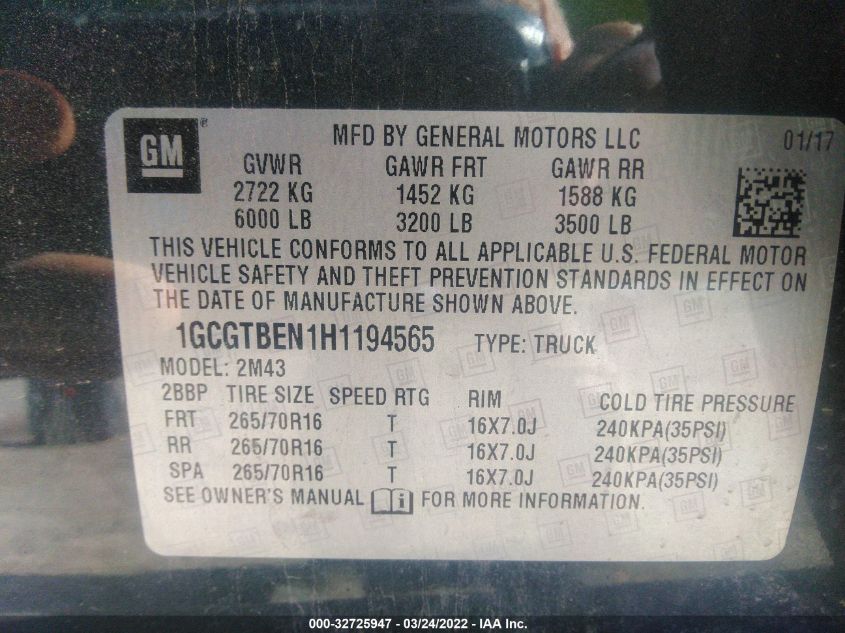 GM ® MFD BY GENERAL MOTORS LLC 01/17
GVWR GAWR FRT GAWR RR
2722 KG 1452 KG 1588 KG
6000 LB 3200 LB 3500 LB
THIS VEHICLE CONFORMS TO ALL APPLICABLE U.S. FEDERAL MOTOR
VEHICLE SAFETY AND THEFT PREVENTION STANDARDS IN EFFECT ON
THE DATE OF MANUFACTURE SHOWN ABOVE.
1GCGTBEN1H1194565 TYPE: TRUCK
MODEL: 2M43
2BBP TIRE SIZE SPEED RTG RIM COLD TIRE PRESSURE
FRT 265/70R16 T 16X7.0J 240KPA(35PSI)
RR 265/70R16 T 16X7.0J 240KPA(35PSI)
SPA 265/70R16 T 16X7.0J 240KPA(35PSI)
SEE OWNER'S MANUAL i FOR MORE INFORMATION.
000-32725947 - 03/24/2022 - IAAI, Inc.